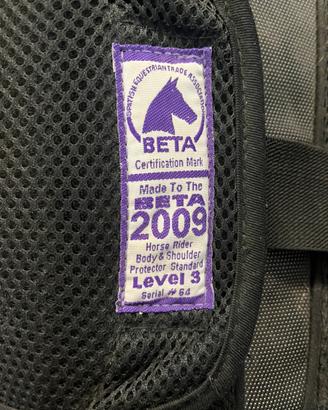 BRITISH EQUESTRIAN TRADE ASSOCIATION
BETA
Certification Mark
Made To The
BETA
2009
Horse Rider
Body & Shoulder
Protector Standard
Level 3
Serial # 64